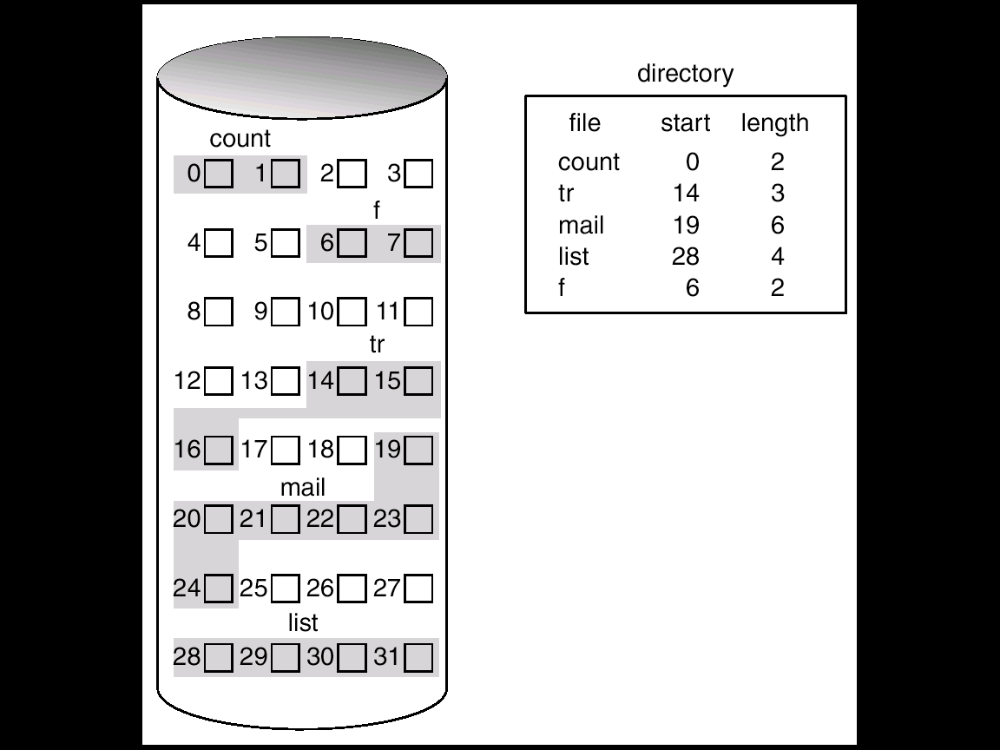 count
0 1 2 3
f
4 5 6 7
8 9 10 11
tr
12 13 14 15
16 17 18 19
mail
20 21 22 23
24 25 26 27
list
28 29 30 31
directory
file start length
count 0 2
tr 14 3
mail 19 6
list 28 4
f 6 2